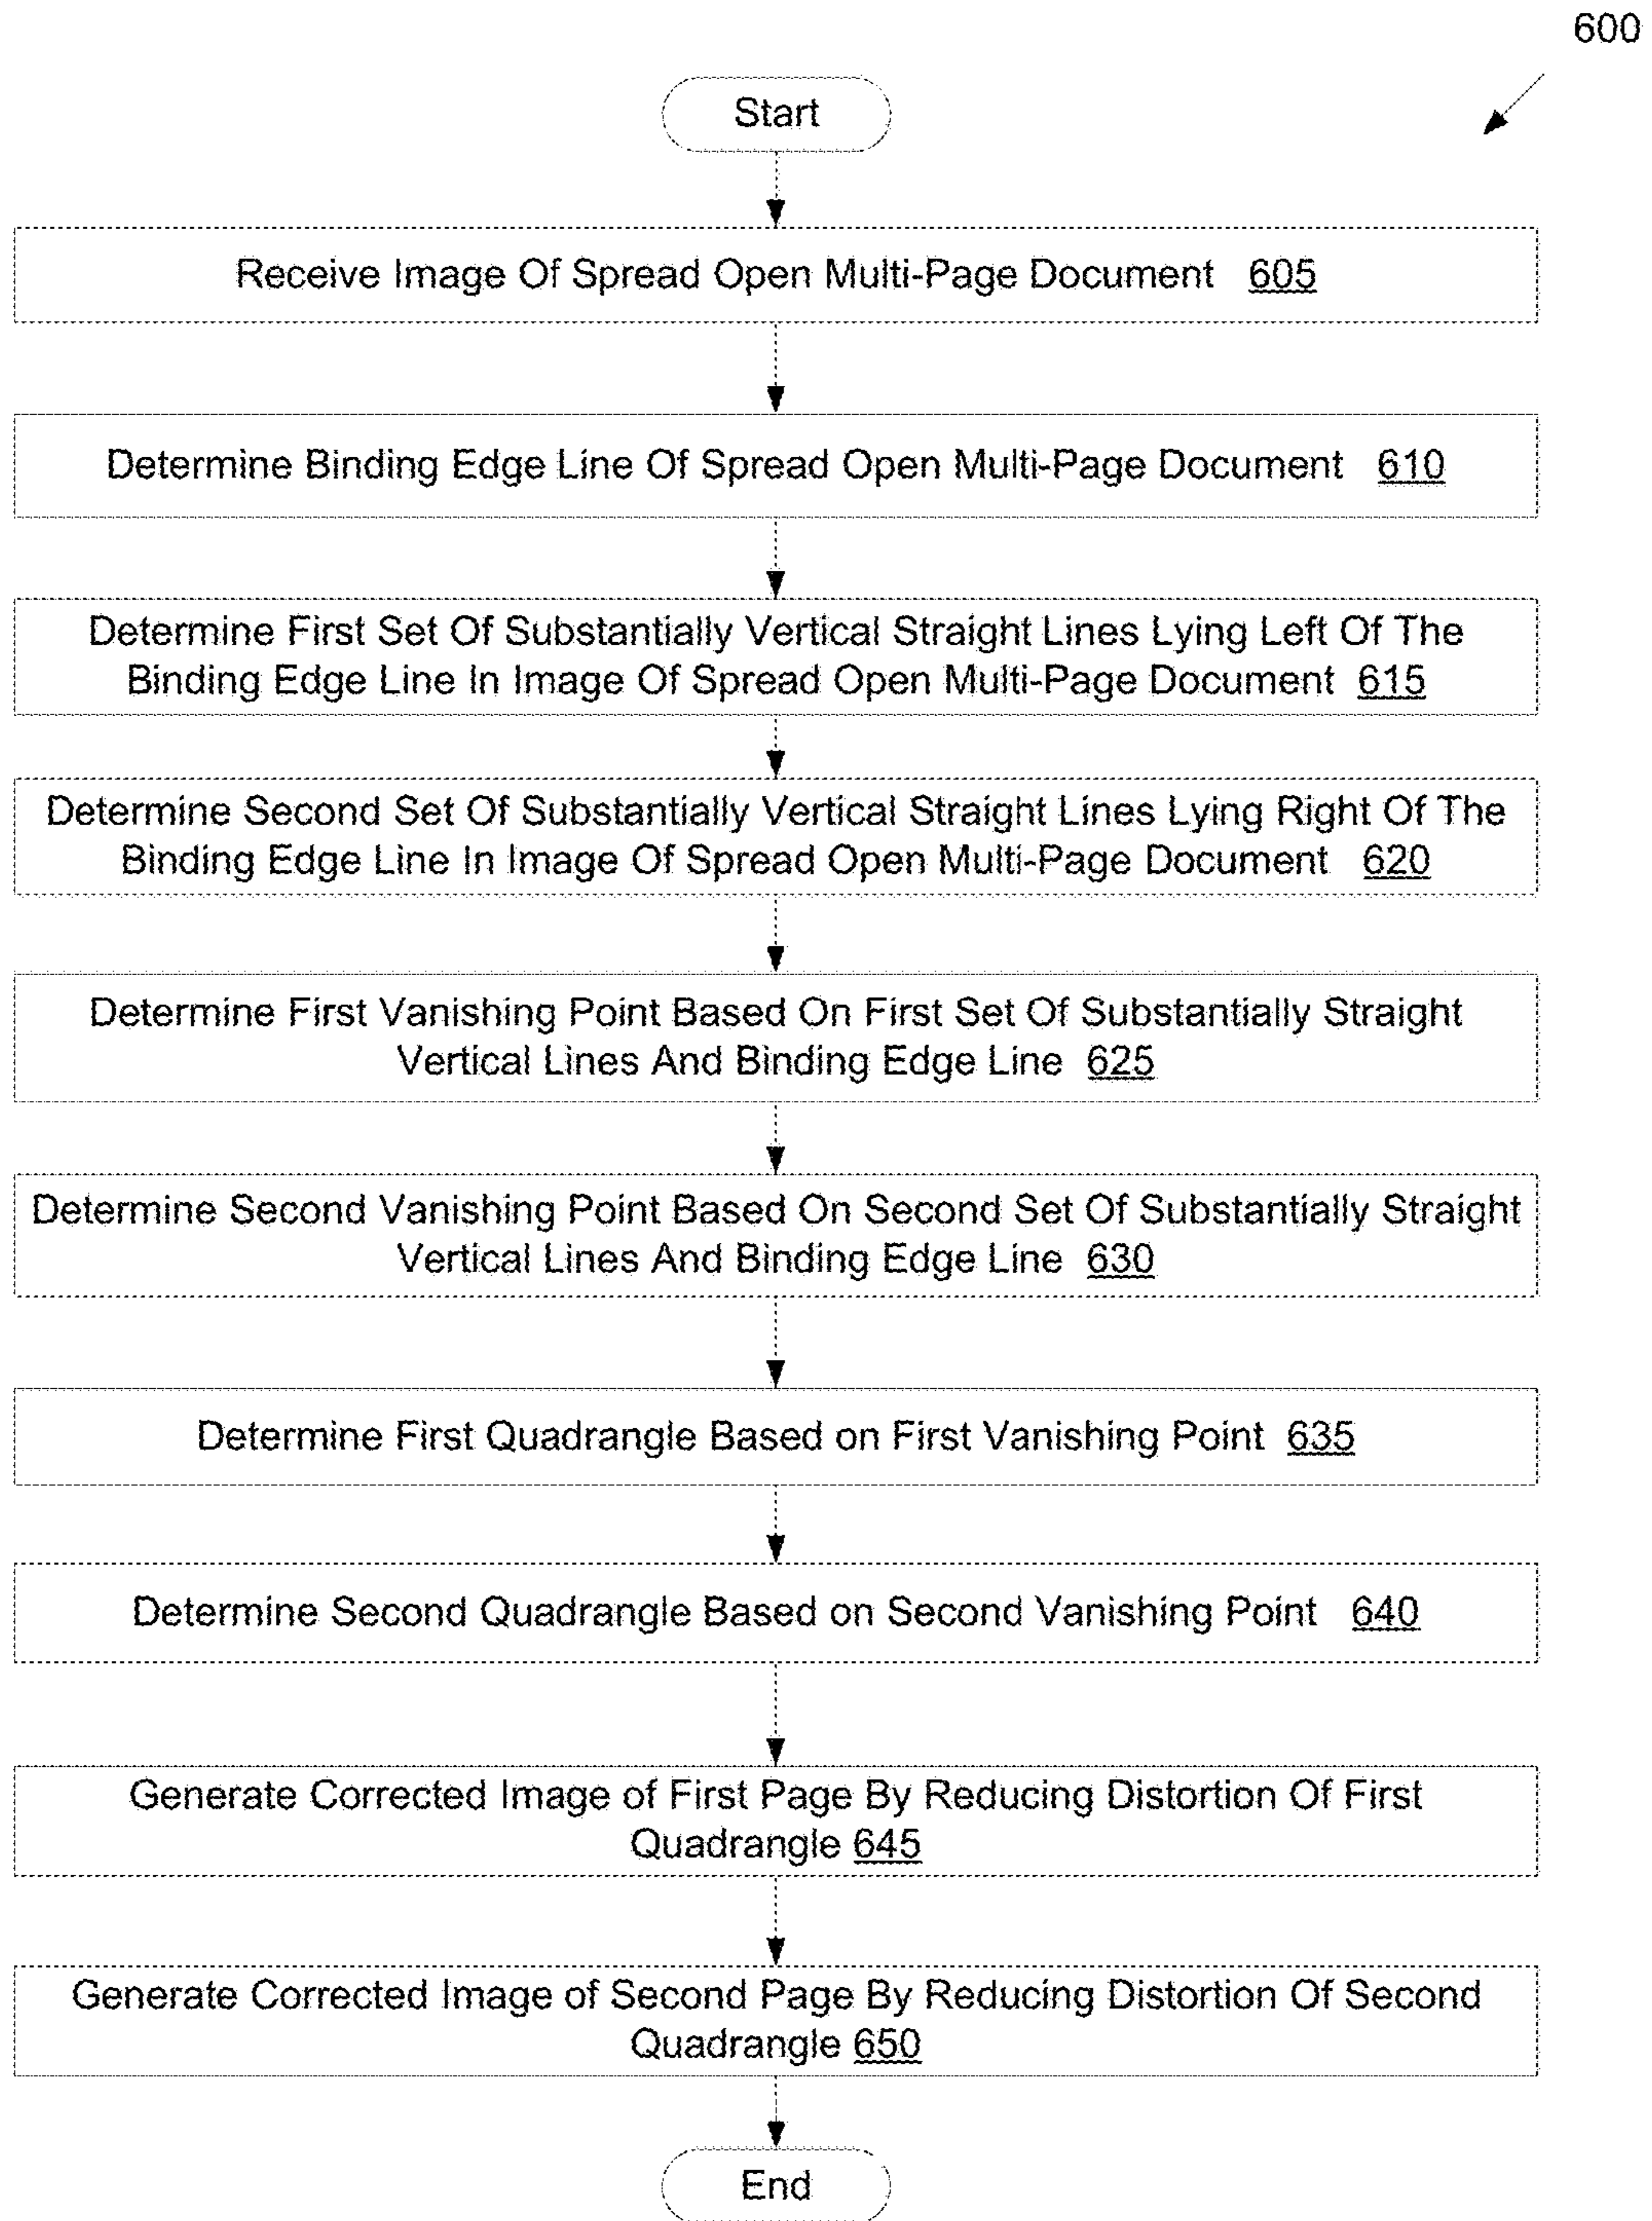 600
Start
Receive Image Of Spread Open Multi-Page Document 605
Determine Binding Edge Line Of Spread Open Multi-Page Document 610
Determine First Set Of Substantially Vertical Straight Lines Lying Left Of The
Binding Edge Line In Image Of Spread Open Multi-Page Document 615
Determine Second Set Of Substantially Vertical Straight Lines Lying Right Of The
Binding Edge Line In Image Of Spread Open Multi-Page Document 620
Determine First Vanishing Point Based On First Set Of Substantially Straight
Vertical Lines And Binding Edge Line 625
Determine Second Vanishing Point Based On Second Set Of Substantially Straight
Vertical Lines And Binding Edge Line 630
Determine First Quadrangle Based on First Vanishing Point 635
Determine Second Quadrangle Based on Second Vanishing Point 640
Generate Corrected Image of First Page By Reducing Distortion Of First
Quadrangle 645
Generate Corrected Image of Second Page By Reducing Distortion Of Second
Quadrangle 650
End